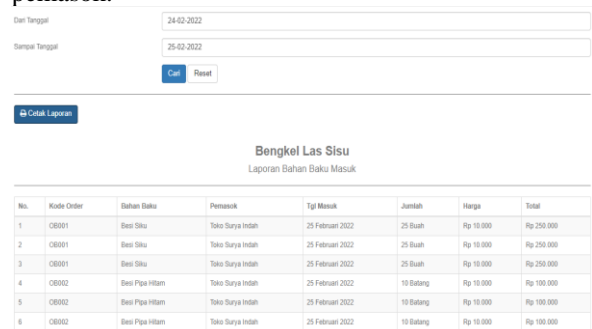 pemasok.
Dari Tanggal 24-02-2022
Sampai Tanggal 25-02-2022
Cari Reset
Cetak Laporan
Bengkel Las Sisu
Laporan Bahan Baku Masuk
No. Kode Order Bahan Baku Pemasok Tgl Masuk Jumlah Harga Total
1 OB001 Besi Siku Toko Surya Indah 25 Februari 2022 25 Buah Rp 10.000 Rp 250.000
2 OB001 Besi Siku Toko Surya Indah 25 Februari 2022 25 Buah Rp 10.000 Rp 250.000
3 OB001 Besi Siku Toko Surya Indah 25 Februari 2022 25 Buah Rp 10.000 Rp 250.000
4 OB002 Besi Pipa Hitam Toko Surya Indah 25 Februari 2022 10 Batang Rp 10.000 Rp 100.000
5 OB002 Besi Pipa Hitam Toko Surya Indah 25 Februari 2022 10 Batang Rp 10.000 Rp 100.000
6 OB002 Besi Pipa Hitam Toko Surya Indah 25 Februari 2022 10 Batang Rp 10.000 Rp 100.000